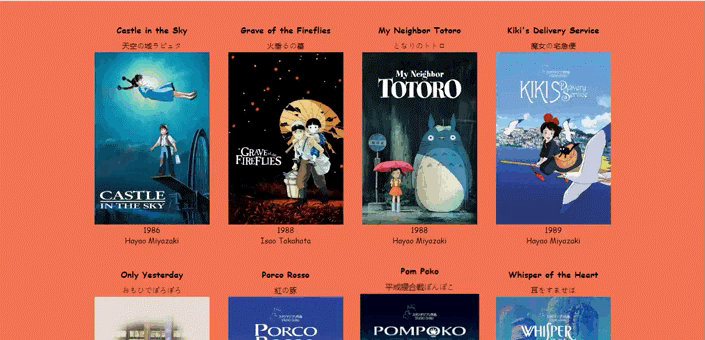 Castle in the Sky
Grave of the Fireflies
My Neighbor Totoro
Kiki's Delivery Service
天空の城ラピュタ
火垂るの墓
となりのトトロ
魔女の宅急便
CASTLE
IN THE SKY
GRAVE of the
FIREFLIES
My Neighbor
TOTORO
KIKI'S Delivery
Service
1986
1988
1988
1989
Hayao Miyazaki
Isao Takahata
Hayao Miyazaki
Hayao Miyazaki
Only Yesterday
Porco Rosso
Pom Poko
Whisper of the Heart
おもひでぽろぽろ
紅の豚
平成狸合戦ぽんぽこ
耳をすませば
PORCO
ROSSO
POMPOKO
WHISPER